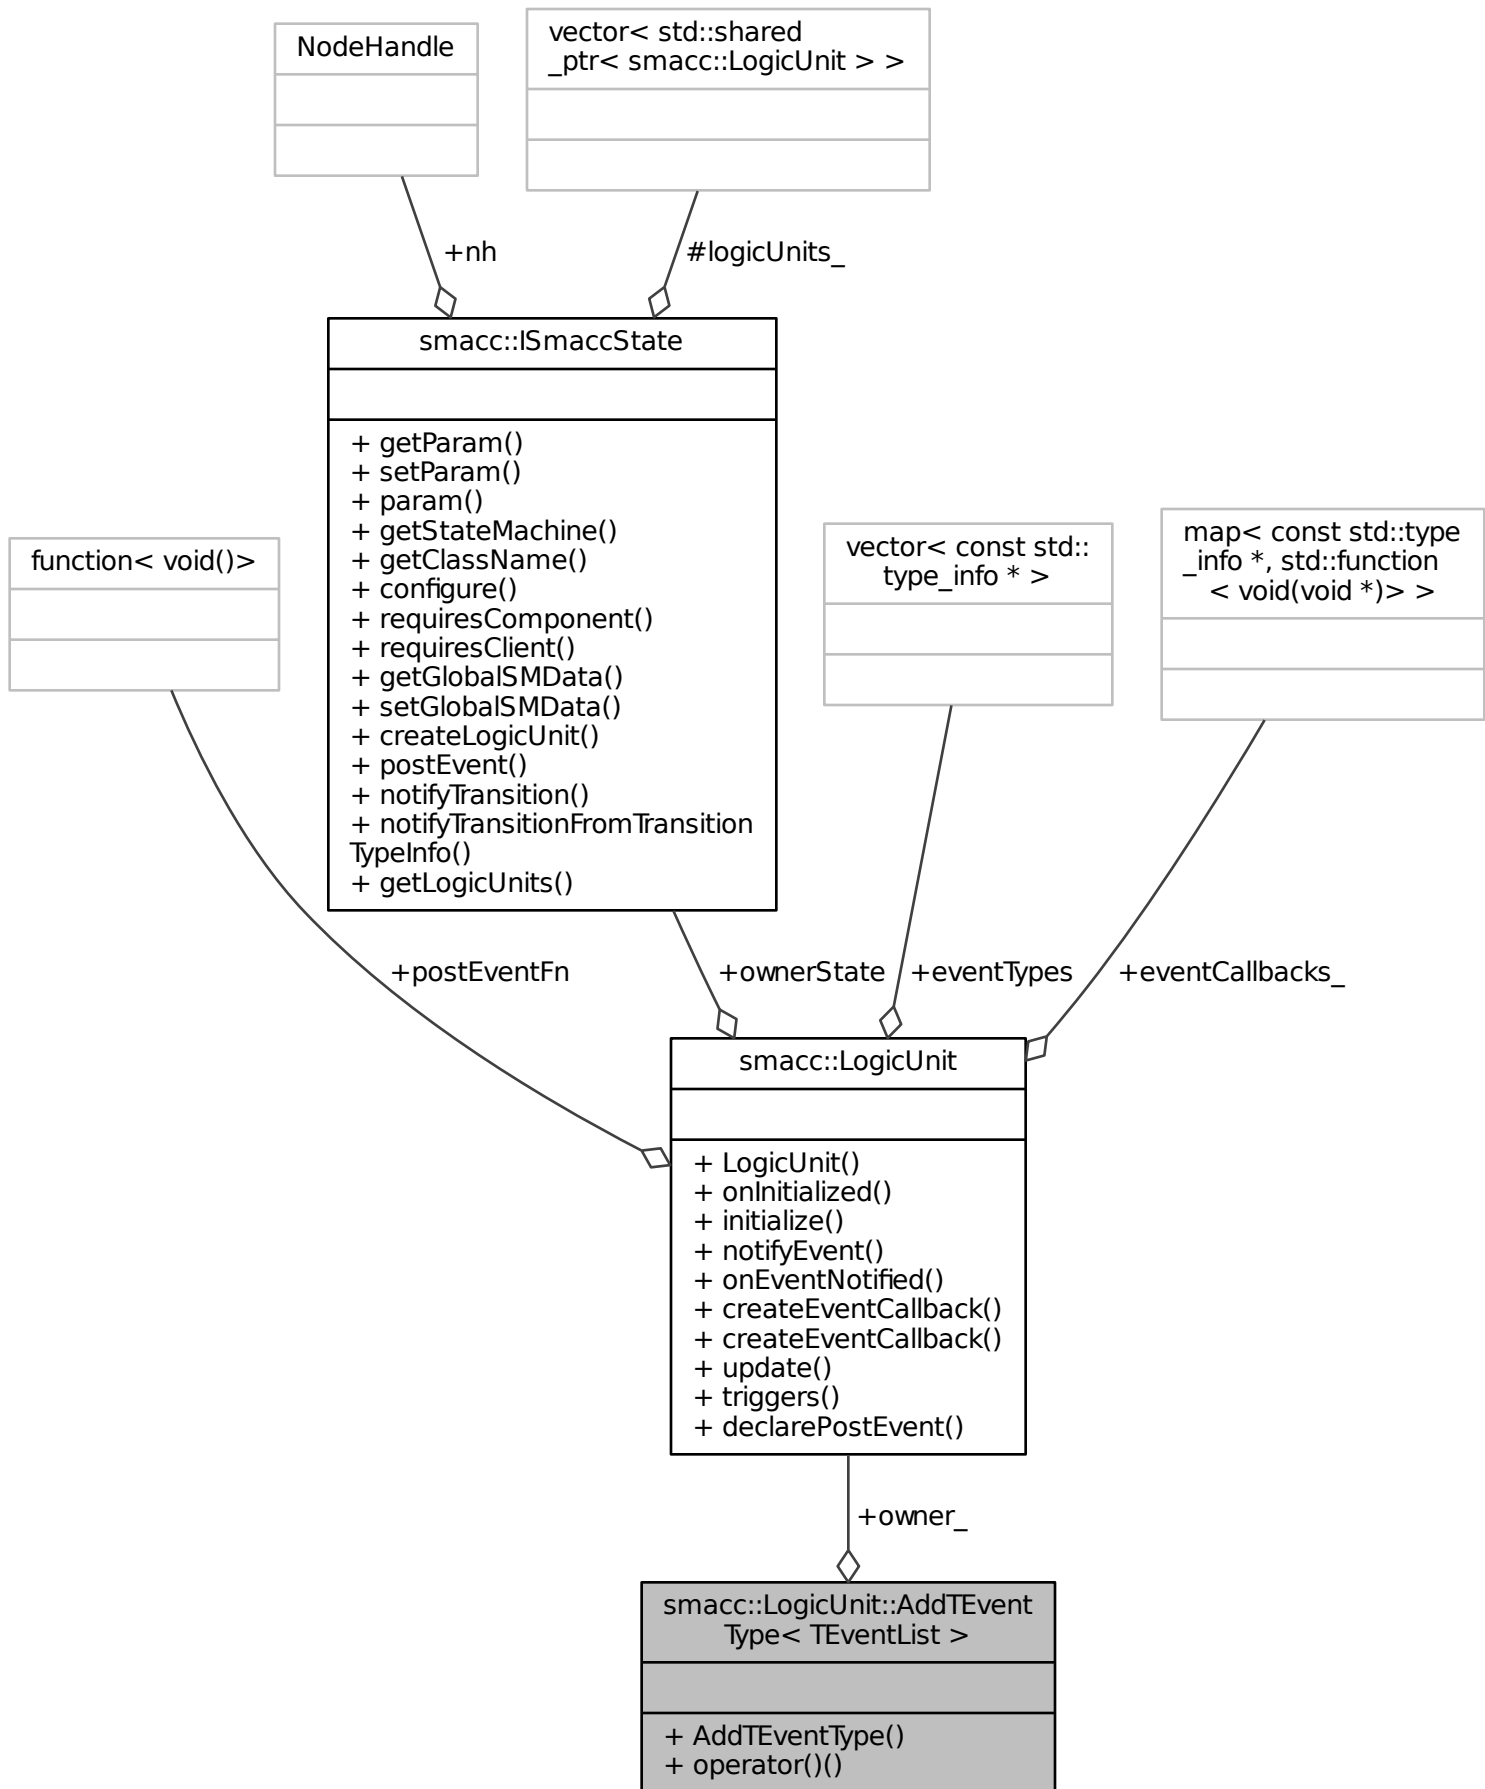 NodeHandle
vector< std::shared
_ptr< smacc::LogicUnit > >
+nh
#logicUnits_
smacc::ISmaccState
+ getParam()
+ setParam()
+ param()
+ getStateMachine()
+ getClassName()
+ configure()
+ requiresComponent()
+ requiresClient()
+ getGlobalSMData()
+ setGlobalSMData()
+ createLogicUnit()
+ postEvent()
+ notifyTransition()
+ notifyTransitionFromTransition
TypeInfo()
+ getLogicUnits()
function< void()>
vector< const std::
type_info * >
map< const std::type
_info *, std::function
< void(void *)> >
+postEventFn
+ownerState
+eventTypes
+eventCallbacks_
smacc::LogicUnit
+ LogicUnit()
+ onInitialized()
+ initialize()
+ notifyEvent()
+ onEventNotified()
+ createEventCallback()
+ createEventCallback()
+ update()
+ triggers()
+ declarePostEvent()
+owner_
smacc::LogicUnit::AddTEvent
Type< TEventList >
+ AddTEventType()
+ operator()()